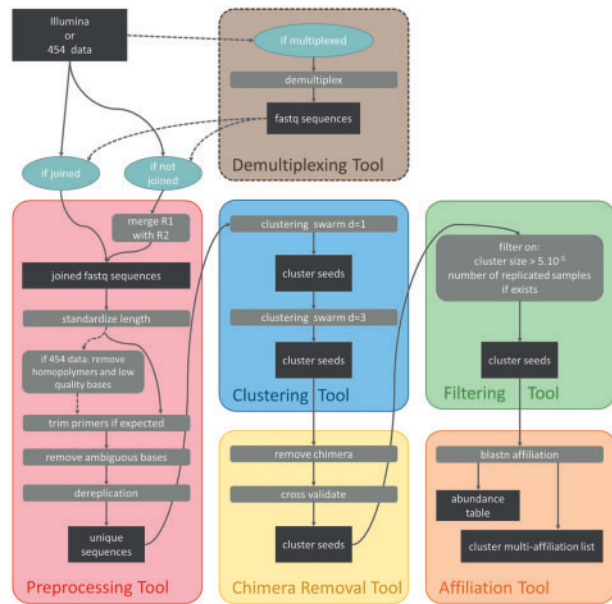 Illumina
or
454 data
if multiplexed
demultiplex
fastq sequences
Demultiplexing Tool
if joined
if not
joined
merge R1
with R2
joined fastq sequences
standardize length
if 454 data: remove
homopolymers and low
quality bases
trim primers if expected
remove ambiguous bases
dereplication
unique
sequences
Preprocessing Tool
clustering swarm d=1
cluster seeds
clustering swarm d=3
cluster seeds
Clustering Tool
remove chimera
cross validate
cluster seeds
Chimera Removal Tool
filter on:
cluster size > 5.10⁻⁵
number of replicated samples
if exists
cluster seeds
Filtering Tool
blastn affiliation
abundance
table
cluster multi-affiliation list
Affiliation Tool